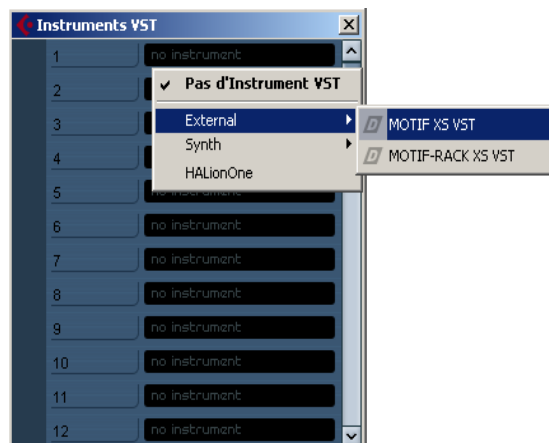 Instruments VST
1 no instrument
2
✓ Pas d'Instrument VST
3
External
MOTIF XS VST
4
Synth
MOTIF-RACK XS VST
HALionOne
5 no instrument
6 no instrument
7 no instrument
8 no instrument
9 no instrument
10 no instrument
11 no instrument
12 no instrument